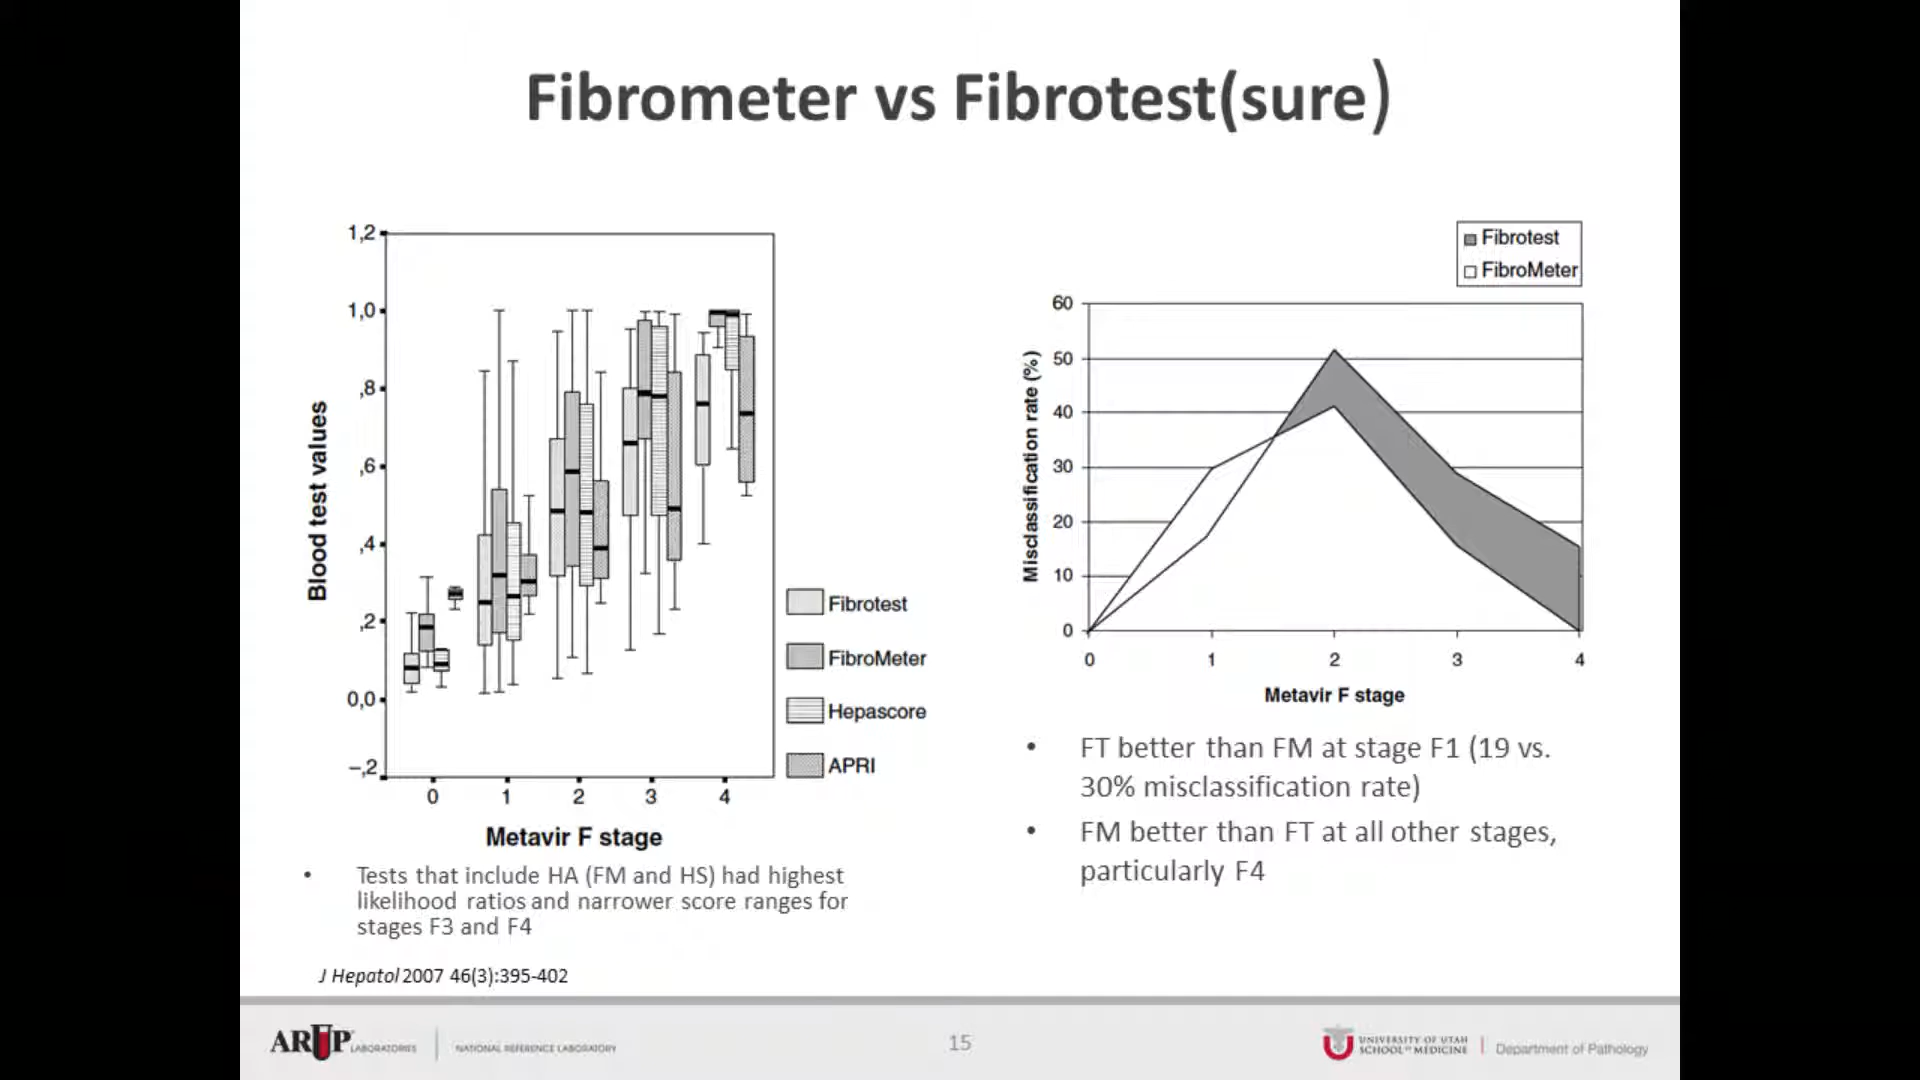 Fibrometer vs Fibrotest(sure)
1,2
1,0
,8
,6
,4
,2
0,0
–,2
Blood test values
0 1 2 3 4
Metavir F stage
Fibrotest
FibroMeter
Hepascore
APRI
• Tests that include HA (FM and HS) had highest
likelihood ratios and narrower score ranges for
stages F3 and F4
J Hepatol 2007 46(3):395-402
Fibrotest
FibroMeter
60
50
40
30
20
10
0
Misclassification rate (%)
0 1 2 3 4
Metavir F stage
• FT better than FM at stage F1 (19 vs.
30% misclassification rate)
• FM better than FT at all other stages,
particularly F4
ARUP LABORATORIES NATIONAL REFERENCE LABORATORY
15
UNIVERSITY OF UTAH
SCHOOL OF MEDICINE
Department of Pathology